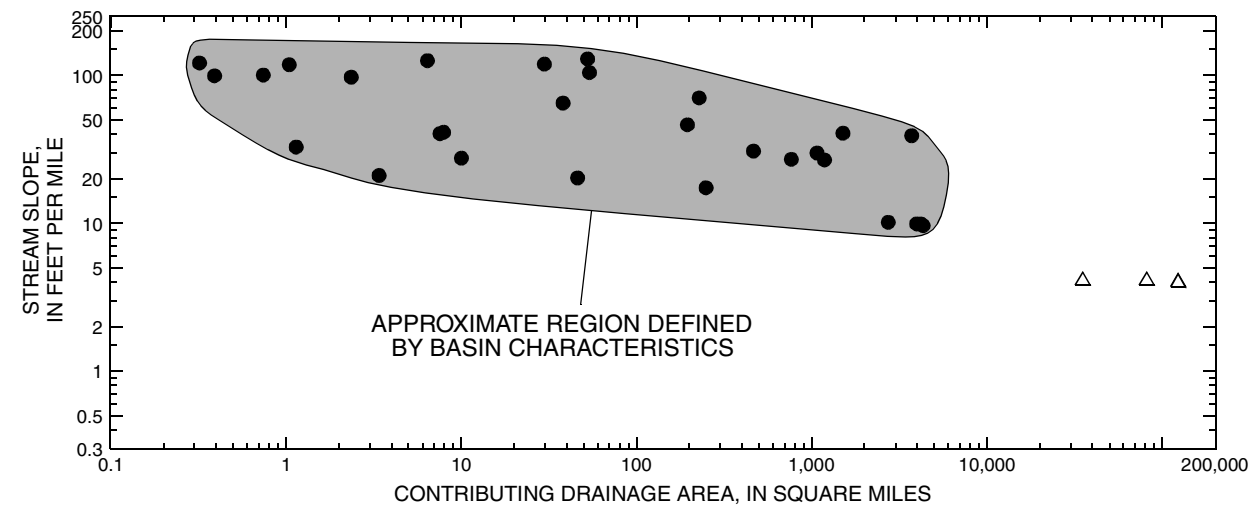 250
200
100
50
20
10
5
2
1
0.5
0.3
STREAM SLOPE,
IN FEET PER MILE
APPROXIMATE REGION DEFINED
BY BASIN CHARACTERISTICS
0.1 1 10 100 1,000 10,000 200,000
CONTRIBUTING DRAINAGE AREA, IN SQUARE MILES